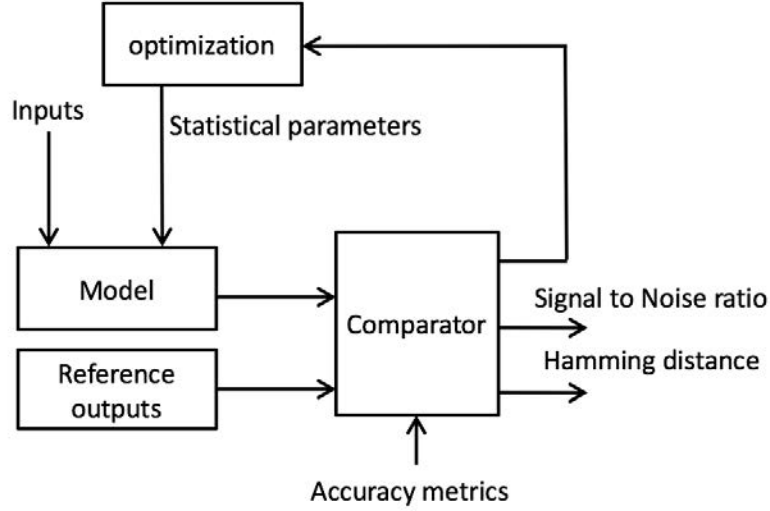 optimization
Inputs
Statistical parameters
Model
Comparator
Signal to Noise ratio
Hamming distance
Reference
outputs
Accuracy metrics